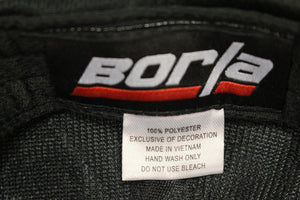 BORla
100% POLYESTER
EXCLUSIVE OF DECORATION
MADE IN VIETNAM
HAND WASH ONLY
DO NOT USE BLEACH